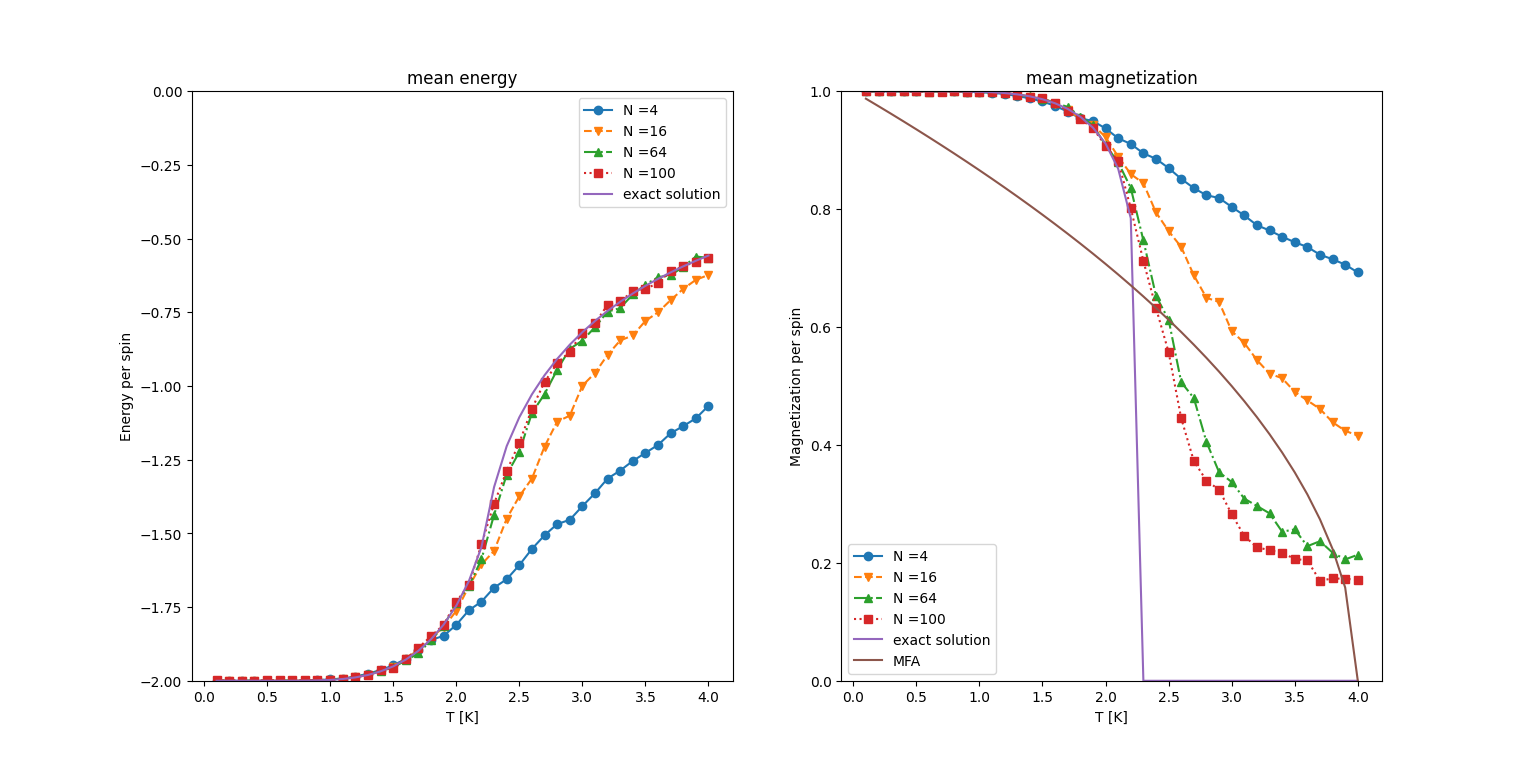 mean energy
0.00
−0.25
−0.50
−0.75
−1.00
−1.25
−1.50
−1.75
−2.00
Energy per spin
0.0 0.5 1.0 1.5 2.0 2.5 3.0 3.5 4.0
T [K]
N =4
N =16
N =64
N =100
exact solution
mean magnetization
1.0
0.8
0.6
0.4
0.2
0.0
Magnetization per spin
0.0 0.5 1.0 1.5 2.0 2.5 3.0 3.5 4.0
T [K]
N =4
N =16
N =64
N =100
exact solution
MFA